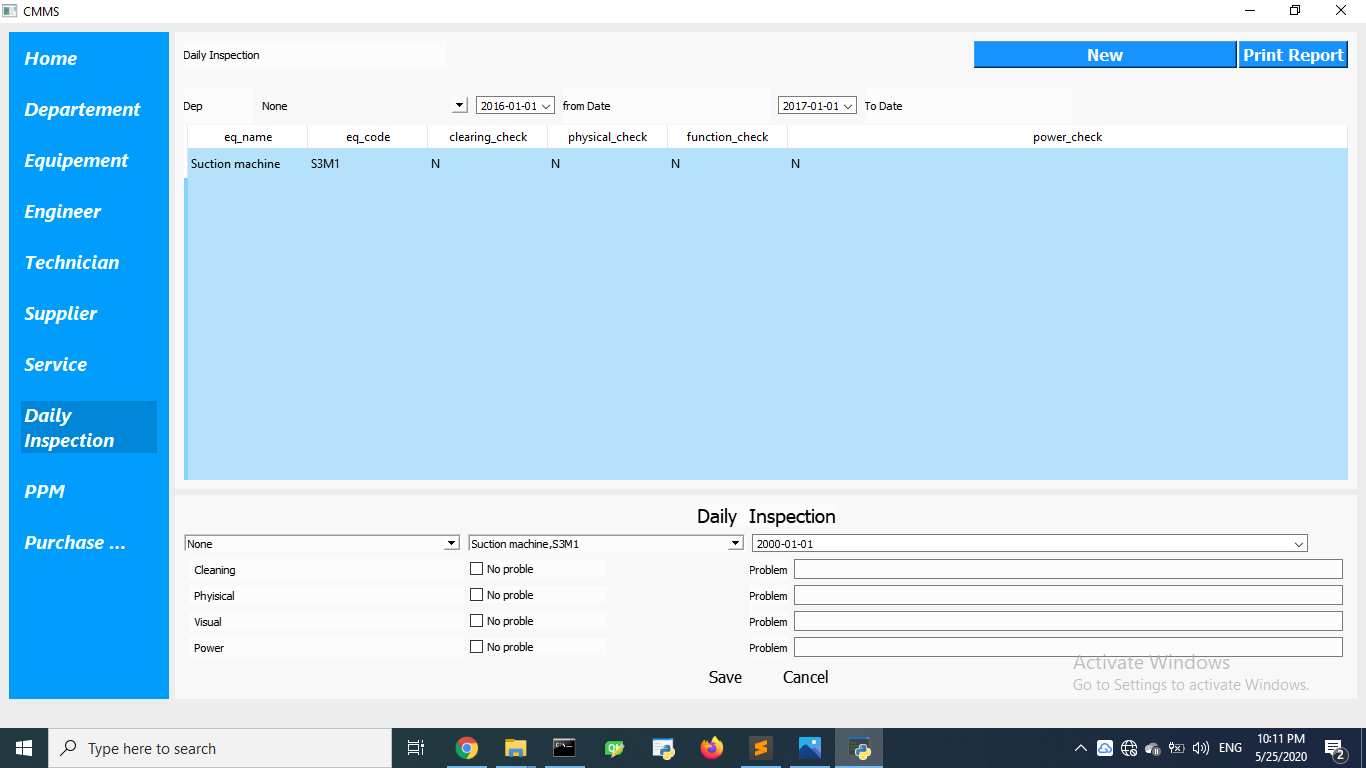 CMMS
Home
Departement
Equipement
Engineer
Technician
Supplier
Service
Daily
Inspection
PPM
Purchase ...
Daily Inspection
New
Print Report
Dep None 2016-01-01 from Date 2017-01-01 To Date
eq_name eq_code clearing_check physical_check function_check power_check
Suction machine S3M1 N N N N
Daily Inspection
None Suction machine,S3M1 2000-01-01
Cleaning No proble Problem
Phyisical No proble Problem
Visual No proble Problem
Power No proble Problem
Save Cancel
Activate Windows
Go to Settings to activate Windows.
Type here to search
ENG
10:11 PM
5/25/2020
2